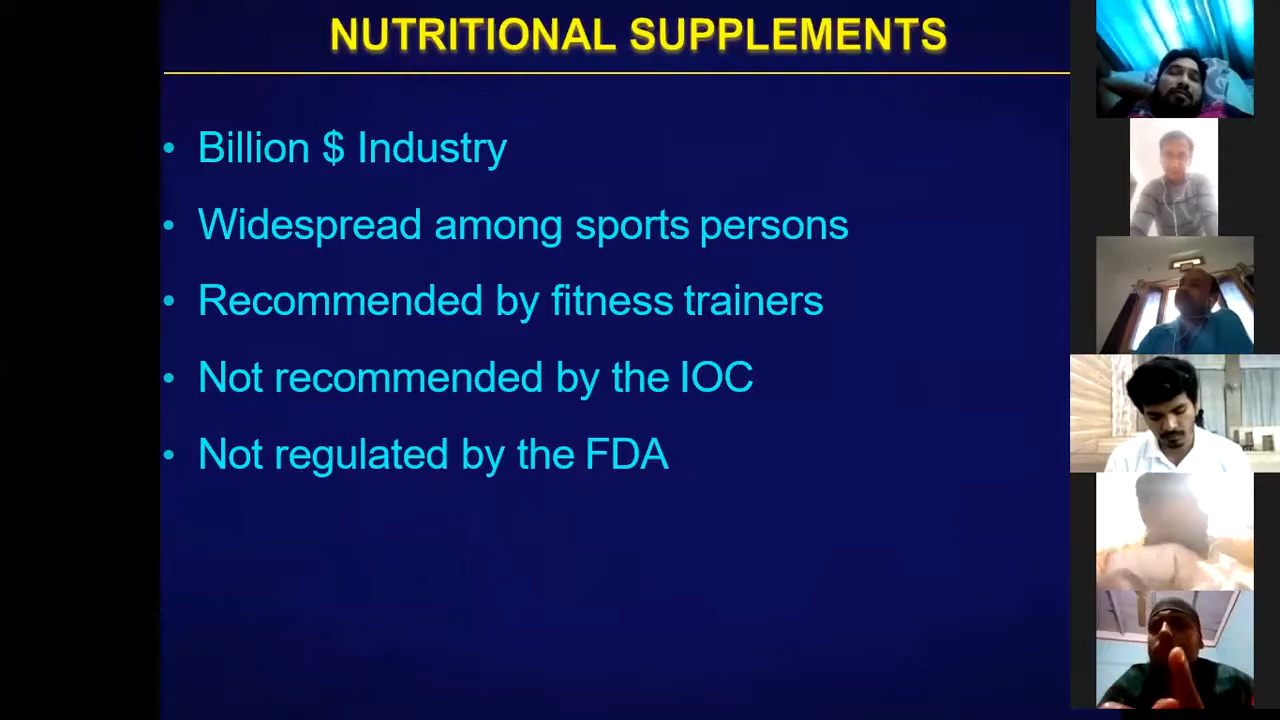 NUTRITIONAL SUPPLEMENTS
• Billion $ Industry
• Widespread among sports persons
• Recommended by fitness trainers
• Not recommended by the IOC
• Not regulated by the FDA